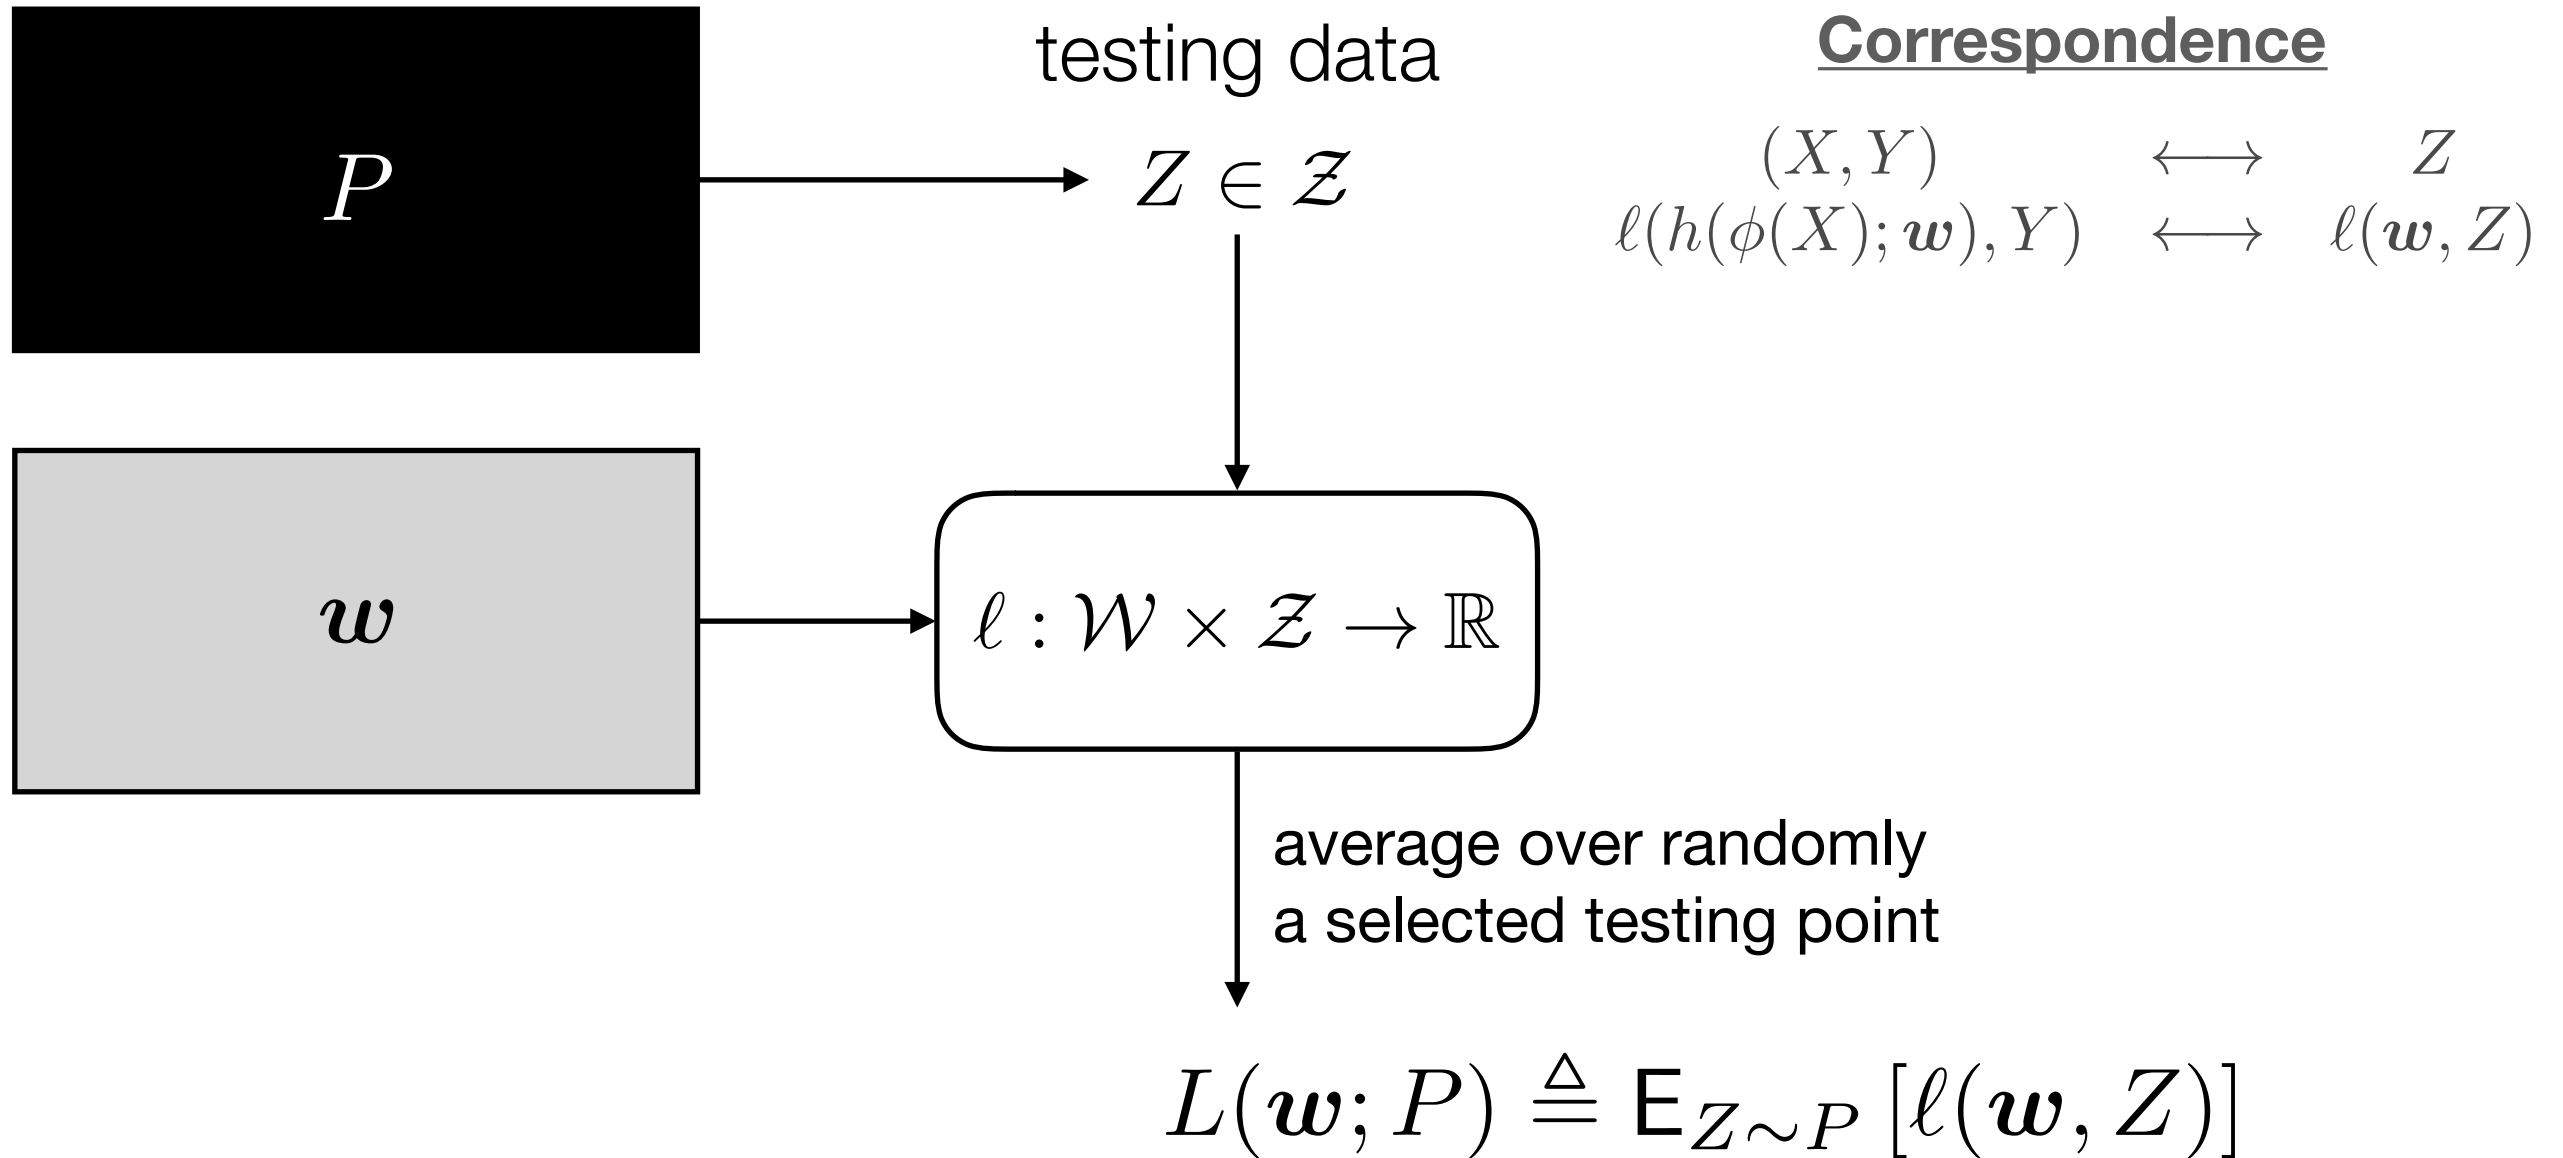 P
testing data
Z ∈ 𝒵
Correspondence
(X, Y) ⟷ Z
ℓ(h(ϕ(X); 𝒘), Y) ⟷ ℓ(𝒘, Z)
𝒘
ℓ : 𝒲 × 𝒵 → ℝ
average over randomly
a selected testing point
L(𝒘; P) ≜ E_{Z∼P} [ℓ(𝒘, Z)]